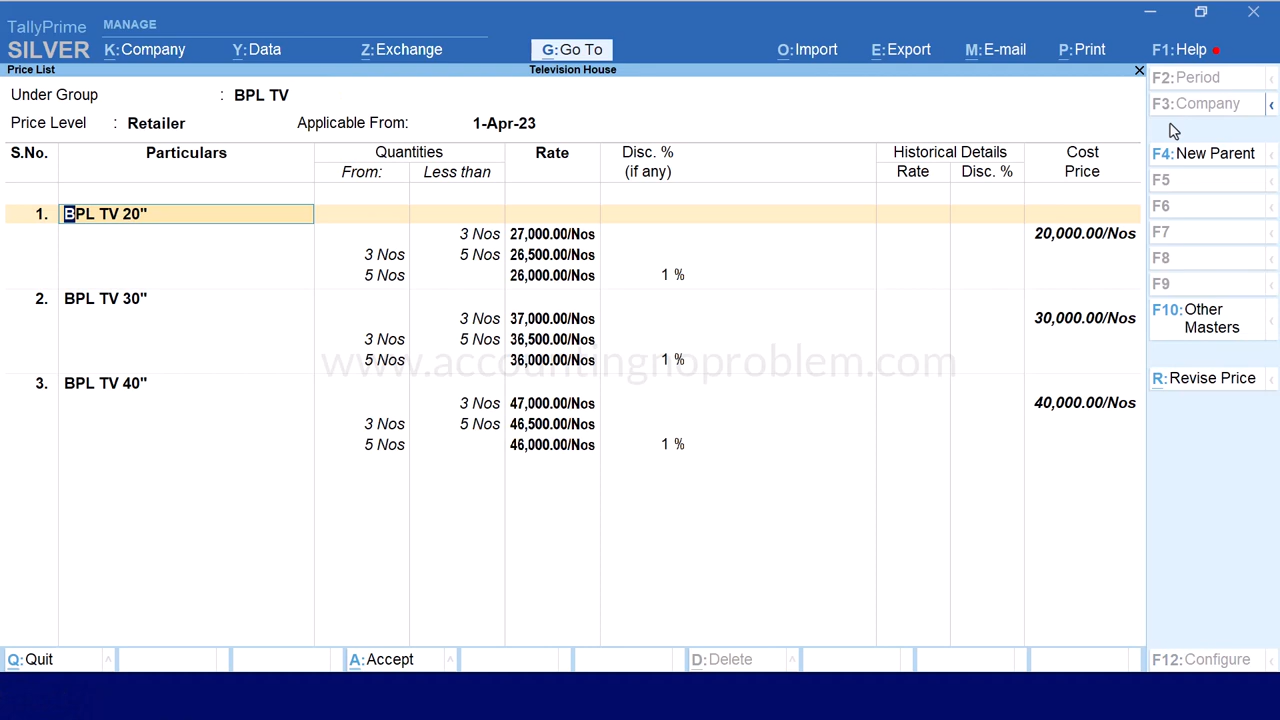 TallyPrime MANAGE
SILVER K:Company Y:Data Z:Exchange G:Go To O:Import E:Export M:E-mail P:Print F1:Help
Price List Television House
Under Group : BPL TV
Price Level : Retailer Applicable From: 1-Apr-23
S.No. Particulars Quantities Rate Disc. % Historical Details Cost
From: Less than (if any) Rate Disc. % Price
1. BPL TV 20"
3 Nos 27,000.00/Nos 20,000.00/Nos
3 Nos 5 Nos 26,500.00/Nos
5 Nos 26,000.00/Nos 1 %
2. BPL TV 30"
3 Nos 37,000.00/Nos 30,000.00/Nos
3 Nos 5 Nos 36,500.00/Nos
5 Nos 36,000.00/Nos 1 %
www.accountingnoproblem.com
3. BPL TV 40"
3 Nos 47,000.00/Nos 40,000.00/Nos
3 Nos 5 Nos 46,500.00/Nos
5 Nos 46,000.00/Nos 1 %
F2:Period
F3:Company
F4:New Parent
F5
F6
F7
F8
F9
F10:Other
Masters
R:Revise Price
Q:Quit A:Accept D:Delete F12:Configure